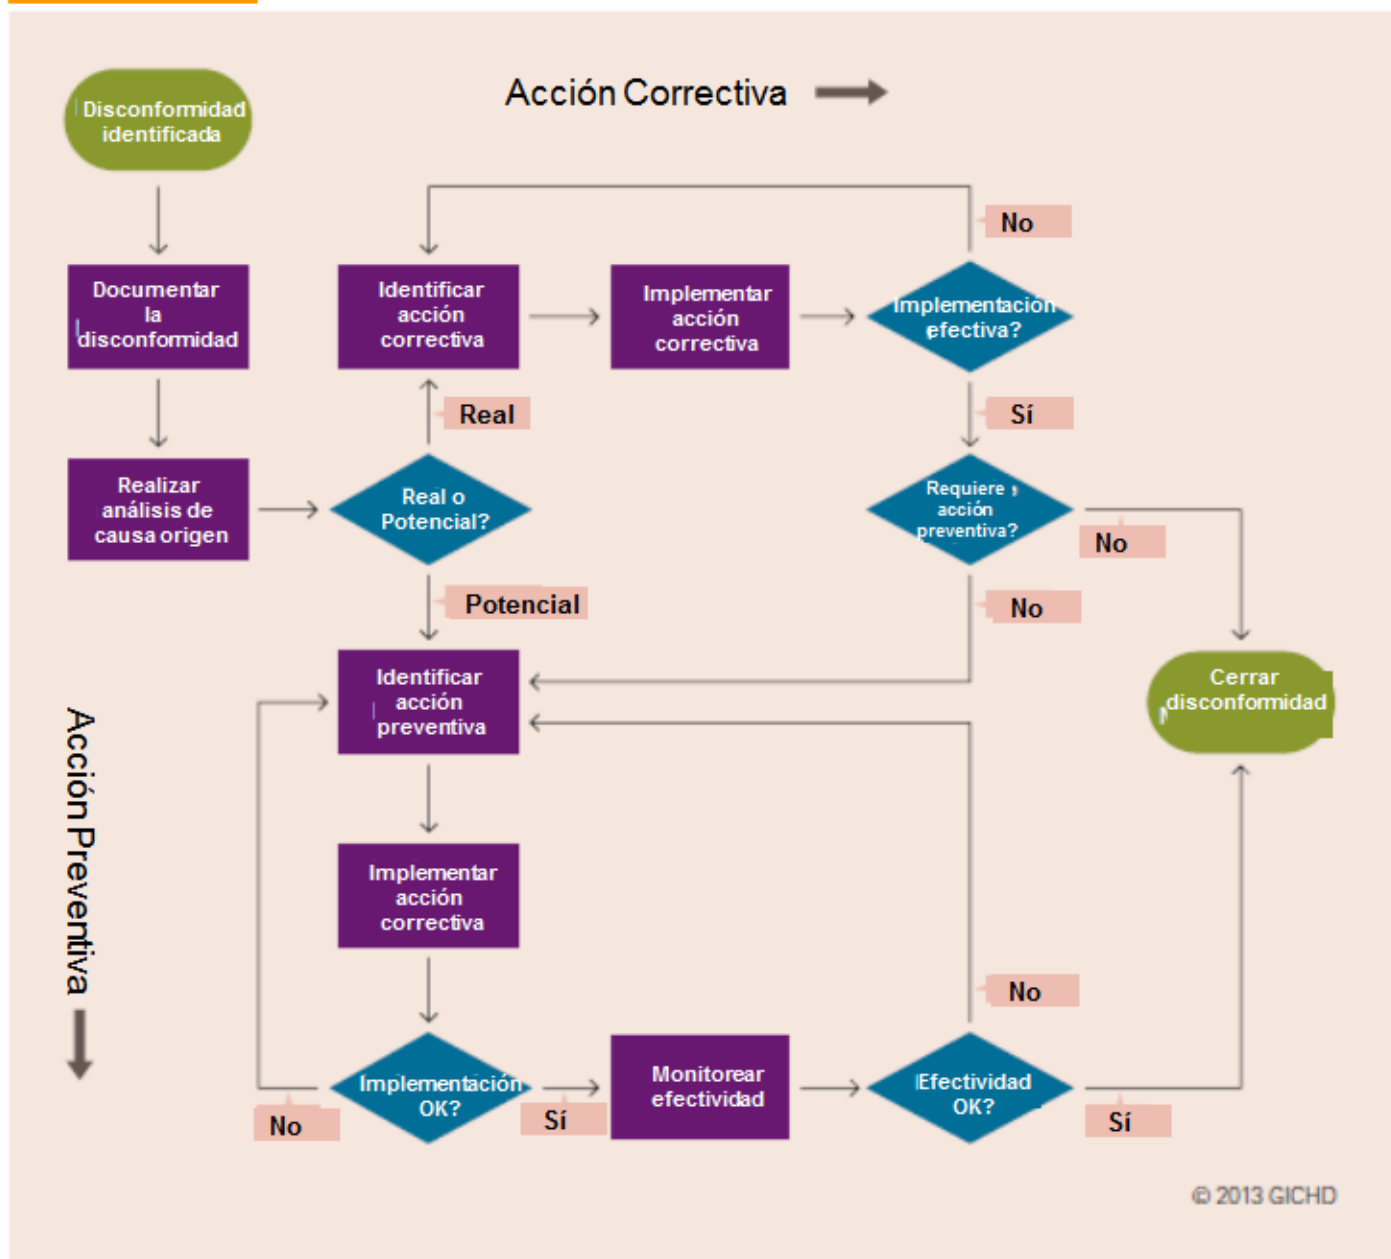 Acción Correctiva
Disconformidad
identificada
No
Documentar
la
disconformidad
Identificar
acción
correctiva
Implementar
acción
correctiva
Implementación
efectiva?
Real
Sí
Realizar
análisis de
causa origen
Real o
Potencial?
Requiere
acción
preventiva?
No
Potencial
No
Identificar
acción
preventiva
Cerrar
disconformidad
Acción Preventiva
Implementar
acción
correctiva
No
Implementación
OK?
Monitorear
efectividad
Efectividad
OK?
No
Sí
Sí
© 2013 GICHD